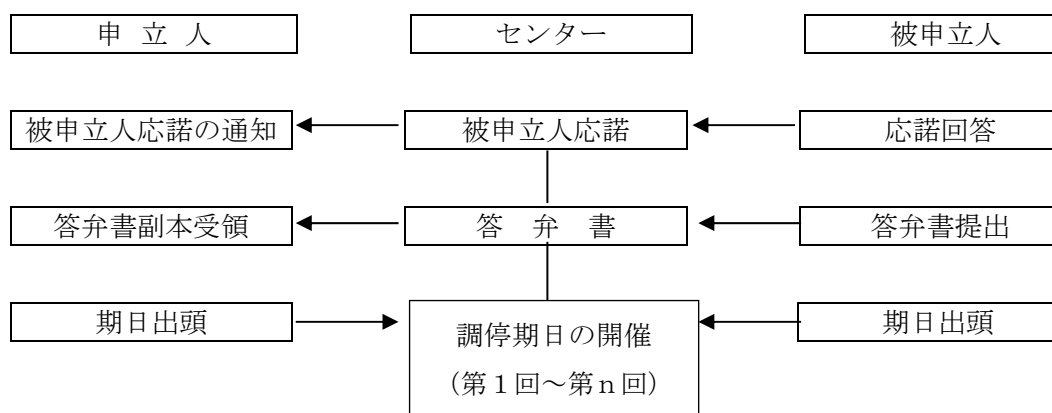 申 立 人
センター
被申立人
被申立人応諾の通知
被申立人応諾
応諾回答
答弁書副本受領
答 弁 書
答弁書提出
期日出頭
調停期日の開催
（第１回～第ｎ回）
期日出頭